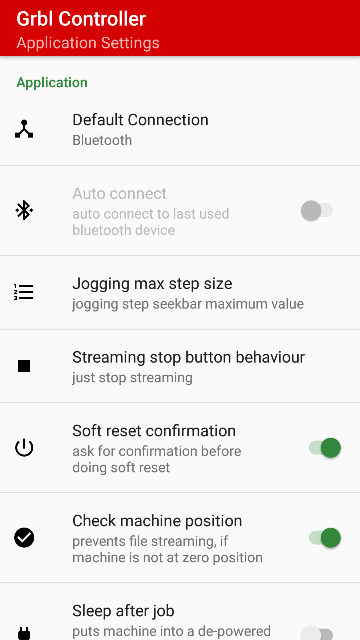 Grbl Controller
Application Settings
Application
Default Connection
Bluetooth
Auto connect
auto connect to last used
bluetooth device
Jogging max step size
jogging step seekbar maximum value
Streaming stop button behaviour
just stop streaming
Soft reset confirmation
ask for confirmation before
doing soft reset
Check machine position
prevents file streaming, if
machine is not at zero position
Sleep after job
puts machine into a de-powered